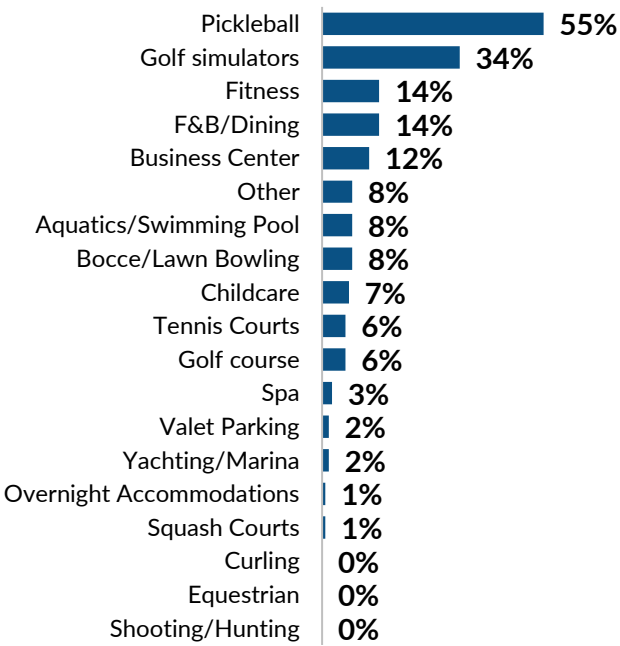 Pickleball 55%
Golf simulators 34%
Fitness 14%
F&B/Dining 14%
Business Center 12%
Other 8%
Aquatics/Swimming Pool 8%
Bocce/Lawn Bowling 8%
Childcare 7%
Tennis Courts 6%
Golf course 6%
Spa 3%
Valet Parking 2%
Yachting/Marina 2%
Overnight Accommodations 1%
Squash Courts 1%
Curling 0%
Equestrian 0%
Shooting/Hunting 0%